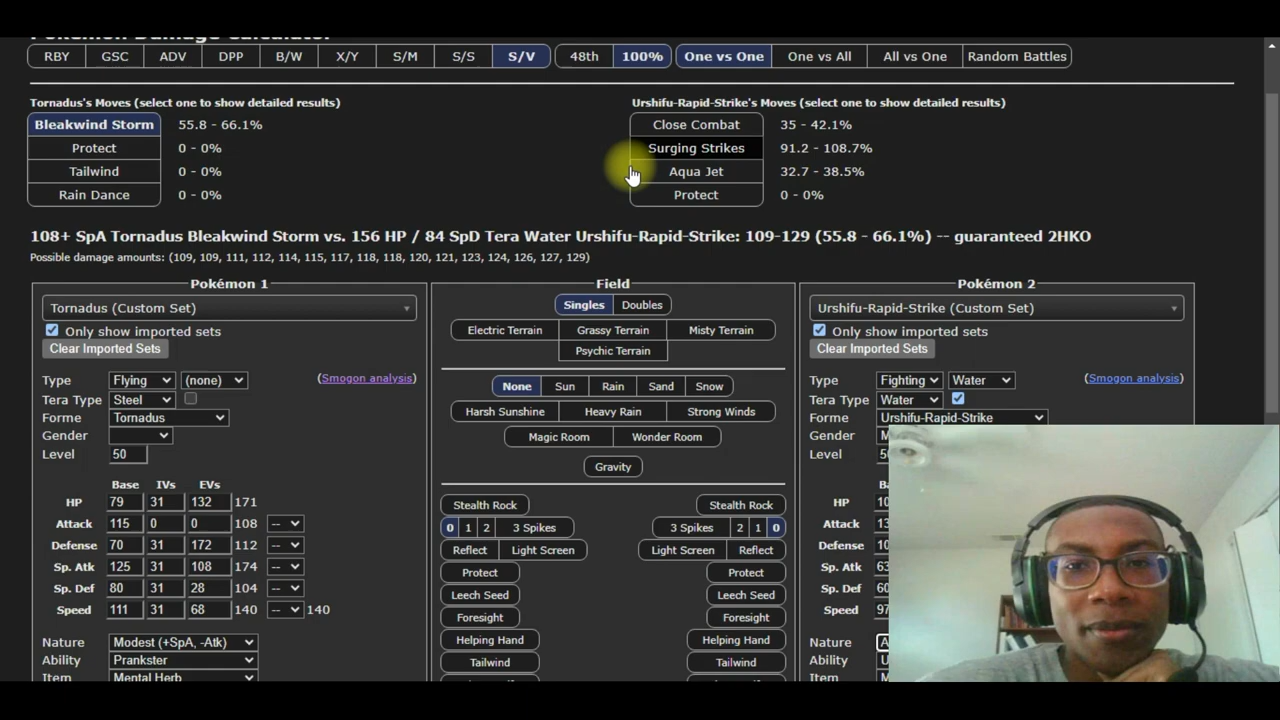 Pokémon Damage Calculator
RBY GSC ADV DPP B/W X/Y S/M S/S S/V 48th 100% One vs One One vs All All vs One Random Battles
Tornadus's Moves (select one to show detailed results)
Bleakwind Storm 55.8 - 66.1%
Protect 0 - 0%
Tailwind 0 - 0%
Rain Dance 0 - 0%
Urshifu-Rapid-Strike's Moves (select one to show detailed results)
Close Combat 35 - 42.1%
Surging Strikes 91.2 - 108.7%
Aqua Jet 32.7 - 38.5%
Protect 0 - 0%
108+ SpA Tornadus Bleakwind Storm vs. 156 HP / 84 SpD Tera Water Urshifu-Rapid-Strike: 109-129 (55.8 - 66.1%) -- guaranteed 2HKO
Possible damage amounts: (109, 109, 111, 112, 114, 115, 117, 118, 118, 120, 121, 123, 124, 126, 127, 129)
Pokémon 1
Tornadus (Custom Set)
Only show imported sets
Clear Imported Sets
Type Flying (none) (Smogon analysis)
Tera Type Steel
Forme Tornadus
Gender
Level 50
Base IVs EVs
HP 79 31 132 171
Attack 115 0 0 108 --
Defense 70 31 172 112 --
Sp. Atk 125 31 108 174 --
Sp. Def 80 31 28 104 --
Speed 111 31 68 140 -- 140
Nature Modest (+SpA, -Atk)
Ability Prankster
Item Mental Herb
Field
Singles Doubles
Electric Terrain Grassy Terrain Misty Terrain
Psychic Terrain
None Sun Rain Sand Snow
Harsh Sunshine Heavy Rain Strong Winds
Magic Room Wonder Room
Gravity
Stealth Rock Stealth Rock
0 1 2 3 Spikes 3 Spikes 2 1 0
Reflect Light Screen Light Screen Reflect
Protect Protect
Leech Seed Leech Seed
Foresight Foresight
Helping Hand Helping Hand
Tailwind Tailwind
Pokémon 2
Urshifu-Rapid-Strike (Custom Set)
Only show imported sets
Clear Imported Sets
Type Fighting Water (Smogon analysis)
Tera Type Water
Forme Urshifu-Rapid-Strike
Gender
Level
HP
Attack
Defense
Sp. Atk
Sp. Def
Speed
Nature
Ability
Item